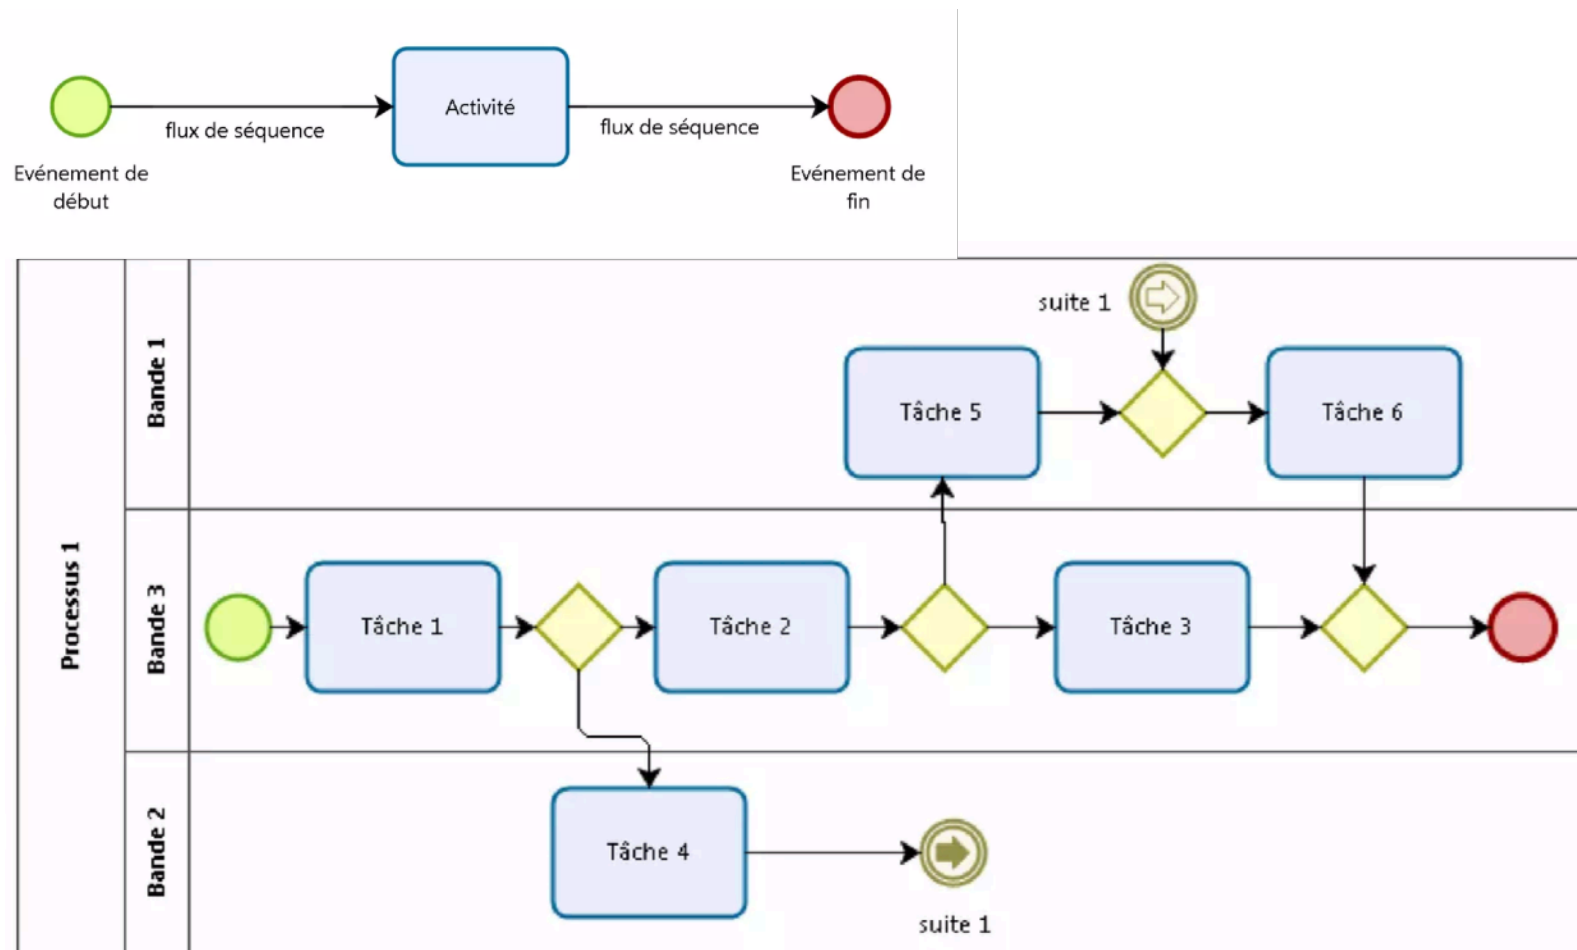 Activité
flux de séquence
flux de séquence
Evénement de
début
Evénement de
fin
Processus 1
Bande 1
suite 1
Tâche 5
Tâche 6
Bande 3
Tâche 1
Tâche 2
Tâche 3
Bande 2
Tâche 4
suite 1